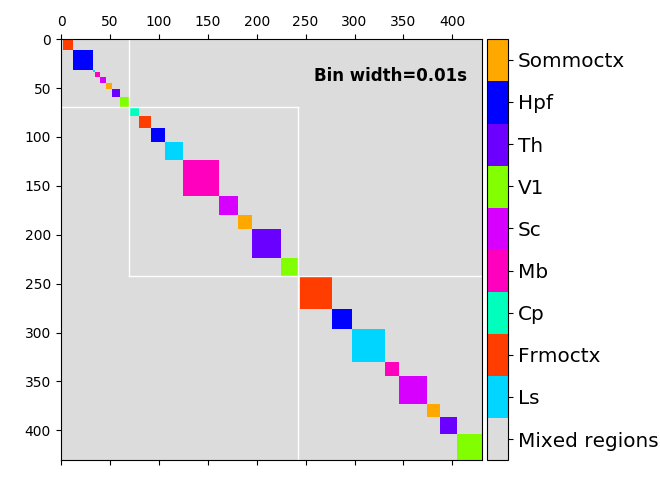 0 50 100 150 200 250 300 350 400
0
50
100
150
200
250
300
350
400
Bin width=0.01s
Sommoctx
Hpf
Th
V1
Sc
Mb
Cp
Frmoctx
Ls
Mixed regions